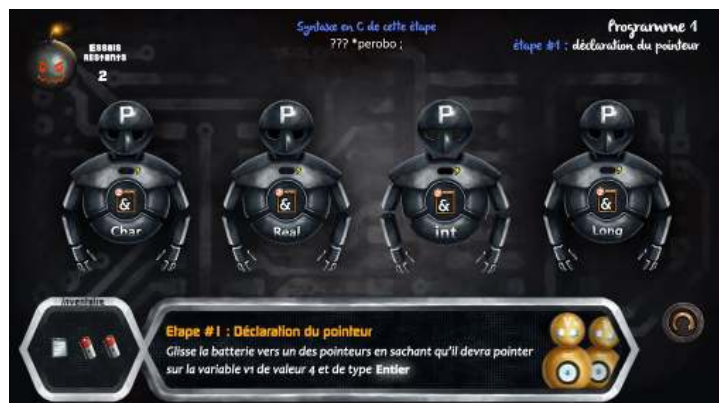 Essais
restants
2
Syntaxe en C de cette étape
??? *perobo ;
Programme 1
étape #1 : déclaration du pointeur
P
P
P
P
&
&
&
&
Char
Real
int
Long
inventaire
Etape #1 : Déclaration du pointeur
Glisse la batterie vers un des pointeurs en sachant qu'il devra pointer
sur la variable v1 de valeur 4 et de type Entier